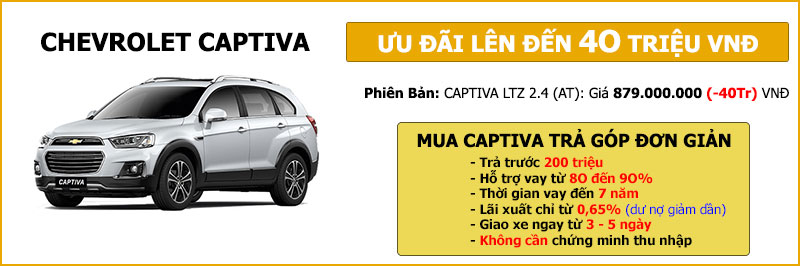 CHEVROLET CAPTIVA
ƯU ĐÃI LÊN ĐẾN 40 TRIỆU VNĐ
Phiên Bản: CAPTIVA LTZ 2.4 (AT): Giá 879.000.000 (-40Tr) VNĐ
MUA CAPTIVA TRẢ GÓP ĐƠN GIẢN
- Trả trước 200 triệu
- Hỗ trợ vay từ 80 đến 90%
- Thời gian vay đến 7 năm
- Lãi xuất chỉ từ 0,65% (dư nợ giảm dần)
- Giao xe ngay từ 3 - 5 ngày
- Không cần chứng minh thu nhập
CAPTIVA